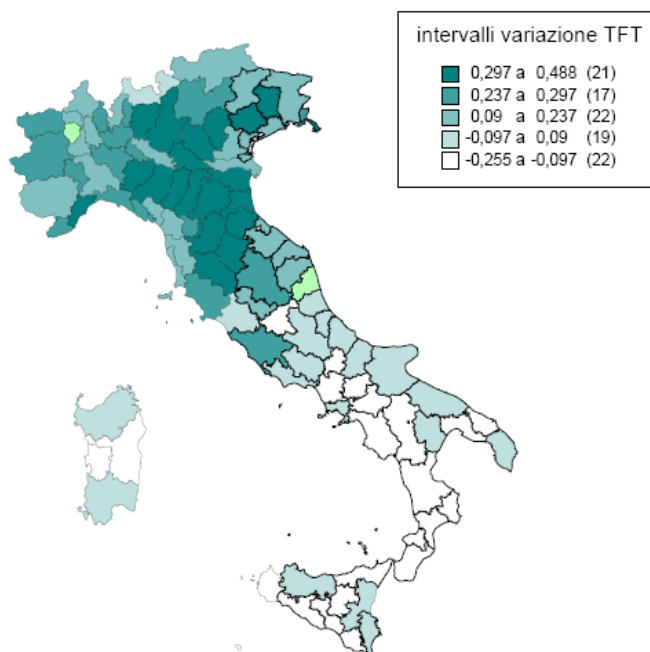 intervalli variazione TFT
0,297 a 0,488 (21)
0,237 a 0,297 (17)
0,09 a 0,237 (22)
-0,097 a 0,09 (19)
-0,255 a -0,097 (22)